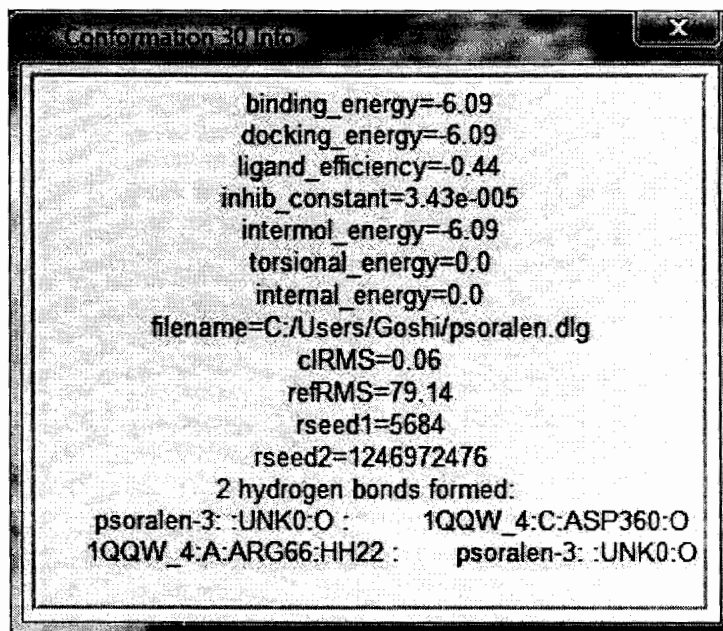 Conformation 30 Info
X
binding_energy=-6.09
docking_energy=-6.09
ligand_efficiency=-0.44
inhib_constant=3.43e-005
intermol_energy=-6.09
torsional_energy=0.0
internal_energy=0.0
filename=C:/Users/Goshi/psoralen.dlg
clRMS=0.06
refRMS=79.14
rseed1=5684
rseed2=1246972476
2 hydrogen bonds formed:
psoralen-3: :UNK0:O : 1QQW_4:C:ASP360:O
1QQW_4:A:ARG66:HH22 : psoralen-3: :UNK0:O